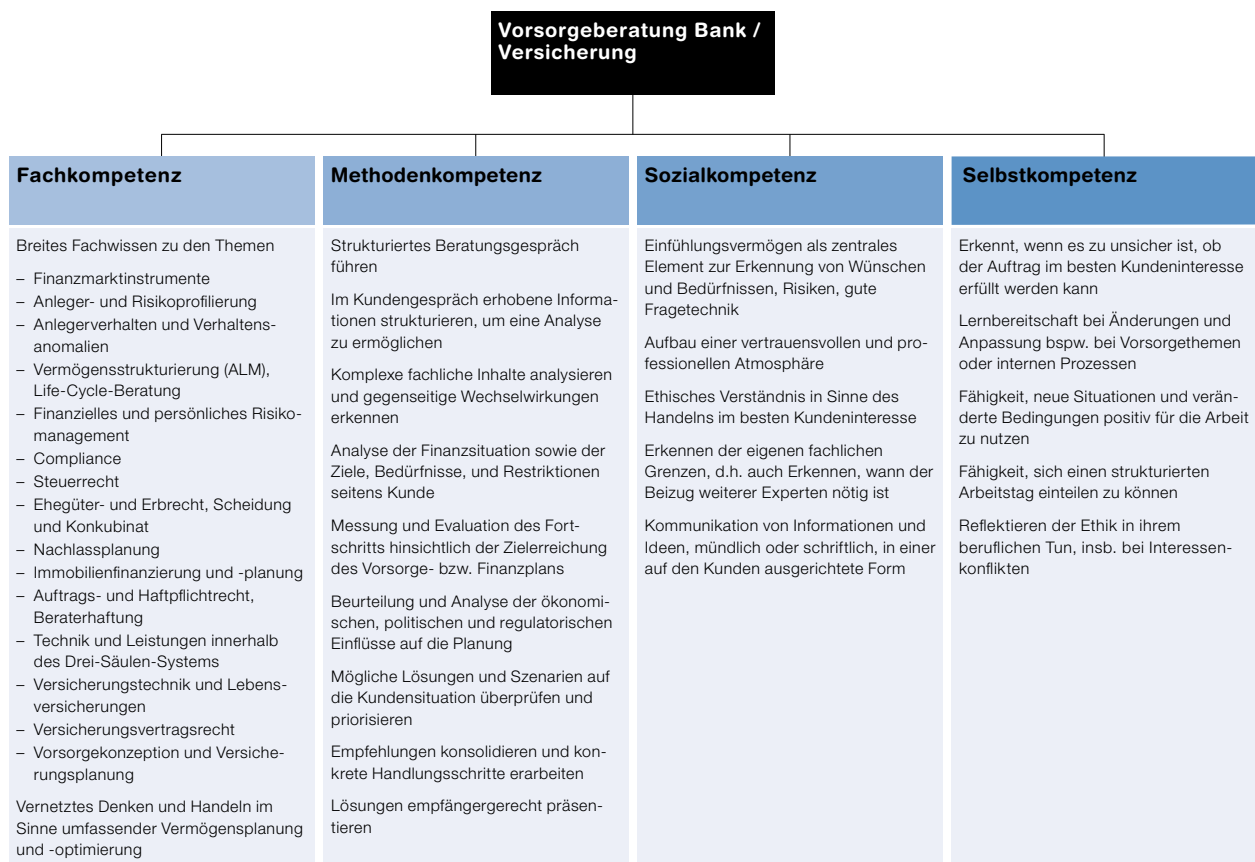 Vorsorgeberatung Bank /
Versicherung
Fachkompetenz
Breites Fachwissen zu den Themen
– Finanzmarktinstrumente
– Anleger- und Risikoprofilierung
– Anlegerverhalten und Verhaltens-
anomalien
– Vermögensstrukturierung (ALM),
Life-Cycle-Beratung
– Finanzielles und persönliches Risiko-
management
– Compliance
– Steuerrecht
– Ehegüter- und Erbrecht, Scheidung
und Konkubinat
– Nachlassplanung
– Immobilienfinanzierung und -planung
– Auftrags- und Haftpflichtrecht,
Beraterhaftung
– Technik und Leistungen innerhalb
des Drei-Säulen-Systems
– Versicherungstechnik und Lebens-
versicherungen
– Versicherungsvertragsrecht
– Vorsorgekonzeption und Versiche-
rungsplanung
Vernetztes Denken und Handeln im
Sinne umfassender Vermögensplanung
und -optimierung
Methodenkompetenz
Strukturiertes Beratungsgespräch
führen
Im Kundengespräch erhobene Informa-
tionen strukturieren, um eine Analyse
zu ermöglichen
Komplexe fachliche Inhalte analysieren
und gegenseitige Wechselwirkungen
erkennen
Analyse der Finanzsituation sowie der
Ziele, Bedürfnisse, und Restriktionen
seitens Kunde
Messung und Evaluation des Fort-
schritts hinsichtlich der Zielerreichung
des Vorsorge- bzw. Finanzplans
Beurteilung und Analyse der ökonomi-
schen, politischen und regulatorischen
Einflüsse auf die Planung
Mögliche Lösungen und Szenarien auf
die Kundensituation überprüfen und
priorisieren
Empfehlungen konsolidieren und kon-
krete Handlungsschritte erarbeiten
Lösungen empfängergerecht präsen-
tieren
Sozialkompetenz
Einfühlungsvermögen als zentrales
Element zur Erkennung von Wünschen
und Bedürfnissen, Risiken, gute
Fragetechnik
Aufbau einer vertrauensvollen und pro-
fessionellen Atmosphäre
Ethisches Verständnis in Sinne des
Handelns im besten Kundeninteresse
Erkennen der eigenen fachlichen
Grenzen, d.h. auch Erkennen, wann der
Beizug weiterer Experten nötig ist
Kommunikation von Informationen und
Ideen, mündlich oder schriftlich, in einer
auf den Kunden ausgerichtete Form
Selbstkompetenz
Erkennt, wenn es zu unsicher ist, ob
der Auftrag im besten Kundeninteresse
erfüllt werden kann
Lernbereitschaft bei Änderungen und
Anpassung bspw. bei Vorsorgethemen
oder internen Prozessen
Fähigkeit, neue Situationen und verän-
derte Bedingungen positiv für die Arbeit
zu nutzen
Fähigkeit, sich einen strukturierten
Arbeitstag einteilen zu können
Reflektieren der Ethik in ihrem
beruflichen Tun, insb. bei Interessen-
konflikten